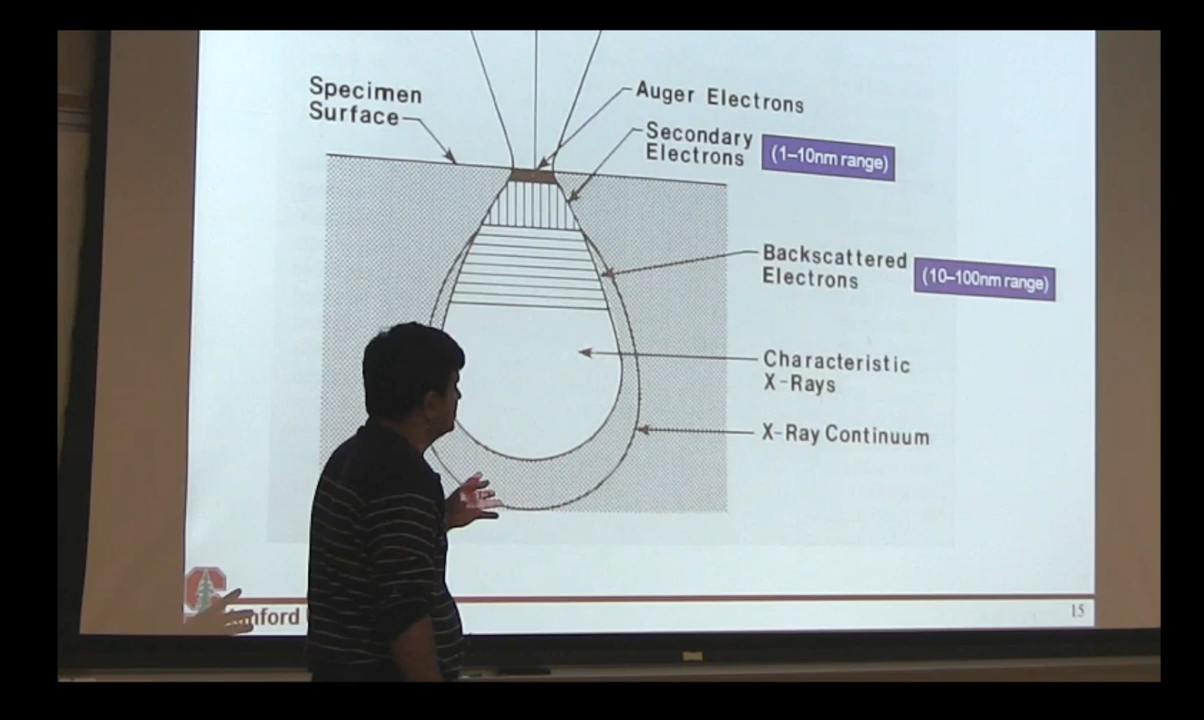 Specimen
Surface
Auger Electrons
Secondary
Electrons
(1–10nm range)
Backscattered
Electrons
(10–100nm range)
Characteristic
X-Rays
X-Ray Continuum
15